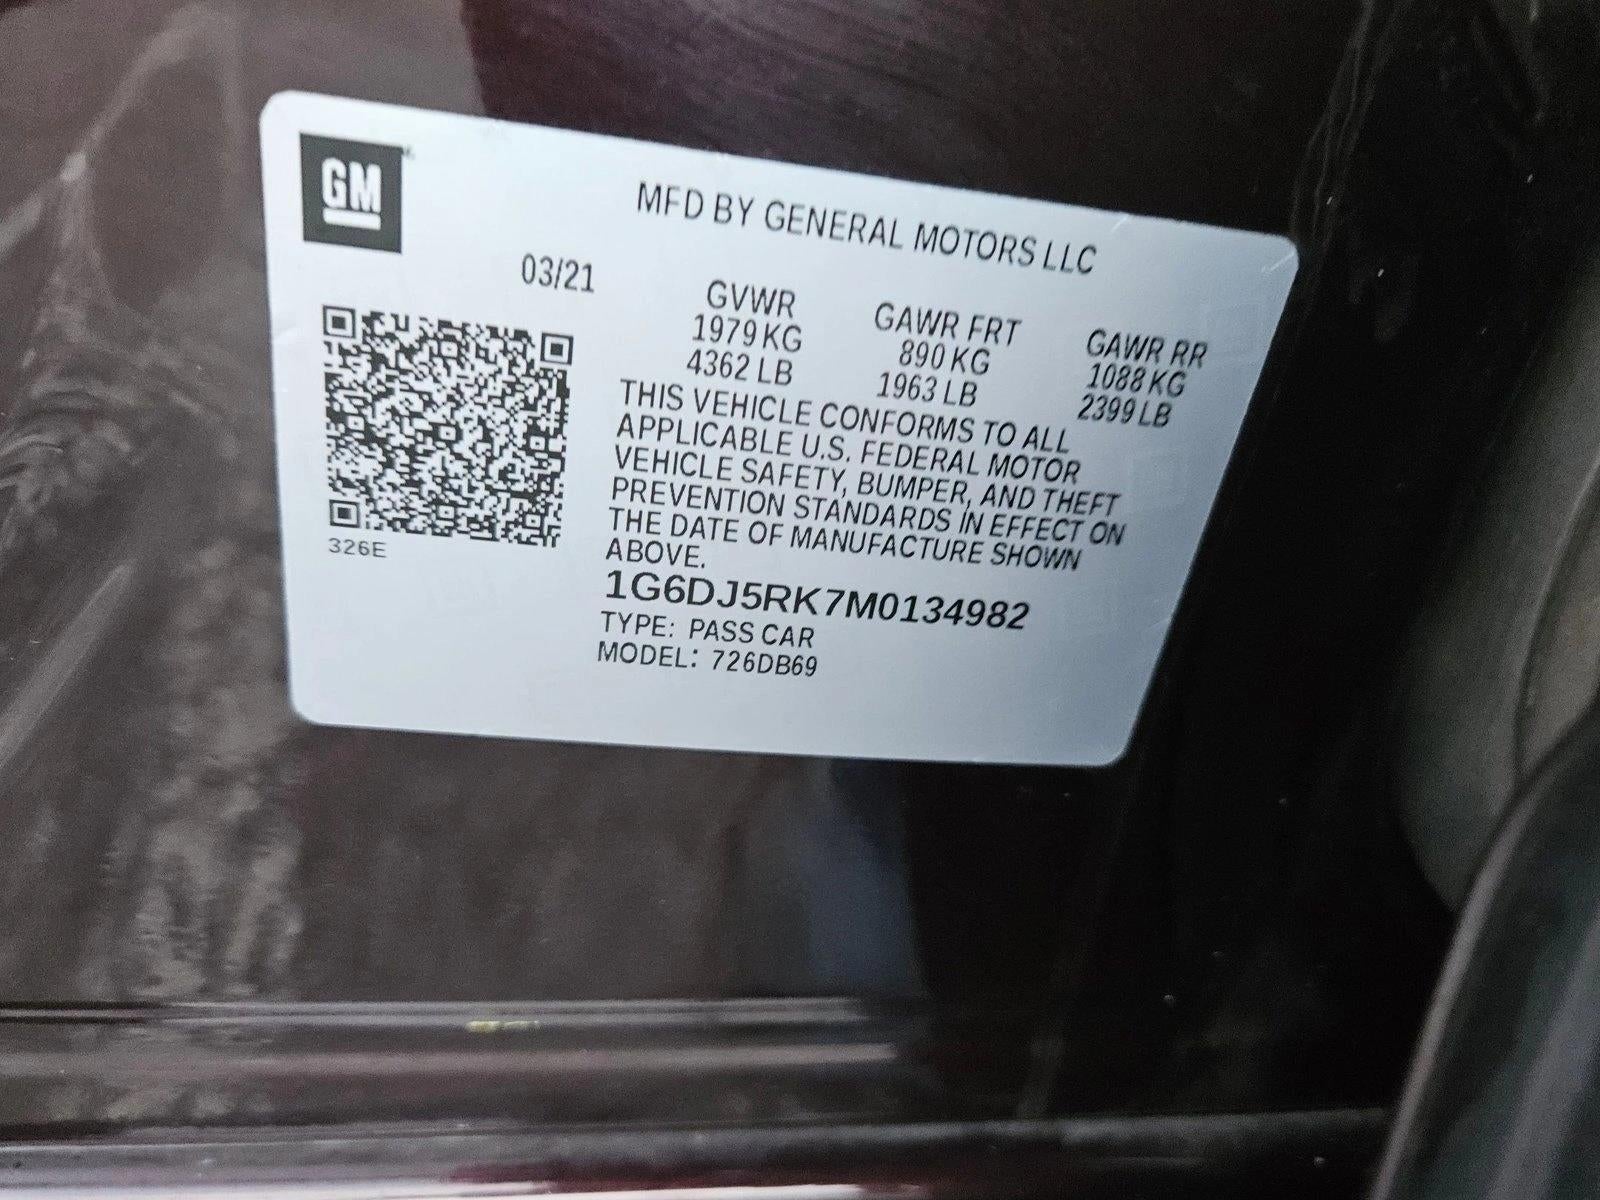 GM
MFD BY GENERAL MOTORS LLC
03/21
GVWR
1979 KG
4362 LB
GAWR FRT
890 KG
1963 LB
GAWR RR
1088 KG
2399 LB
THIS VEHICLE CONFORMS TO ALL
APPLICABLE U.S. FEDERAL MOTOR
VEHICLE SAFETY, BUMPER, AND THEFT
PREVENTION STANDARDS IN EFFECT ON
THE DATE OF MANUFACTURE SHOWN
ABOVE.
326E
1G6DJ5RK7M0134982
TYPE: PASS CAR
MODEL: 726DB69